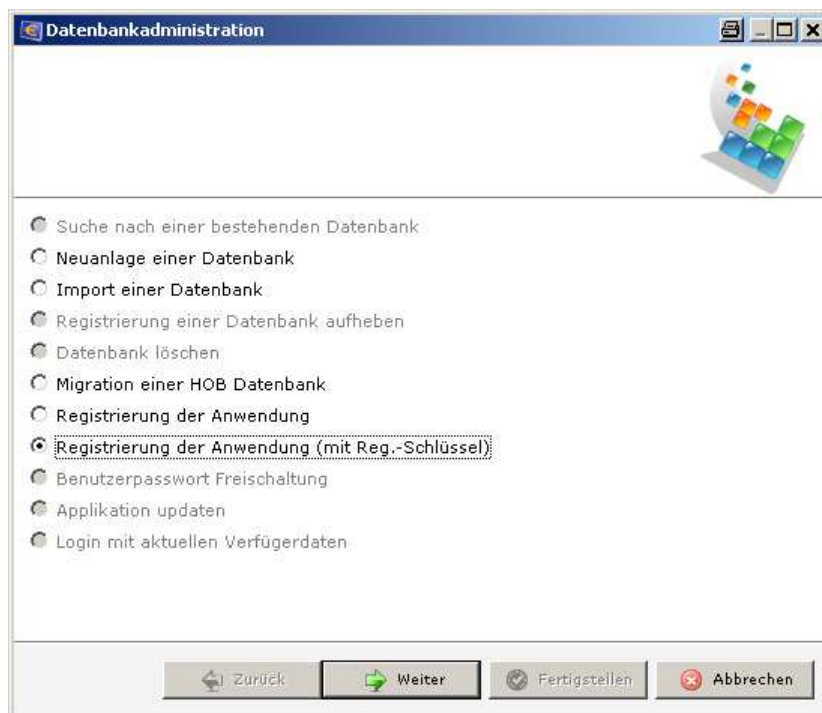 Datenbankadministration
Suche nach einer bestehenden Datenbank
Neuanlage einer Datenbank
Import einer Datenbank
Registrierung einer Datenbank aufheben
Datenbank löschen
Migration einer HOB Datenbank
Registrierung der Anwendung
Registrierung der Anwendung (mit Reg.-Schlüssel)
Benutzerpasswort Freischaltung
Applikation updaten
Login mit aktuellen Verfügerdaten
Zurück Weiter Fertigstellen Abbrechen